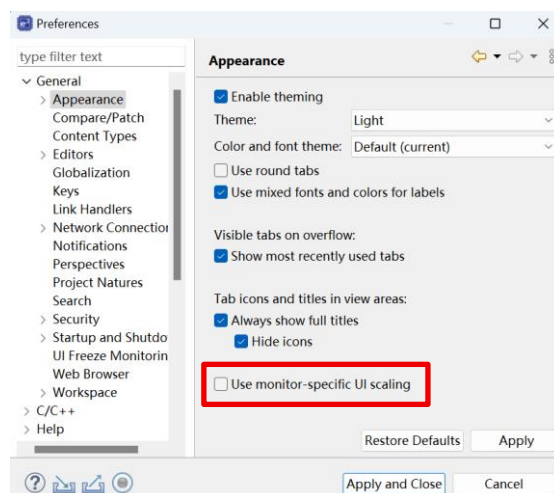 Preferences
type filter text
General
Appearance
Compare/Patch
Content Types
Editors
Globalization
Keys
Link Handlers
Network Connection
Notifications
Perspectives
Project Natures
Search
Security
Startup and Shutdo
UI Freeze Monitorin
Web Browser
Workspace
C/C++
Help
Appearance
Enable theming
Theme: Light
Color and font theme: Default (current)
Use round tabs
Use mixed fonts and colors for labels
Visible tabs on overflow:
Show most recently used tabs
Tab icons and titles in view areas:
Always show full titles
Hide icons
Use monitor-specific UI scaling
Restore Defaults Apply
Apply and Close Cancel